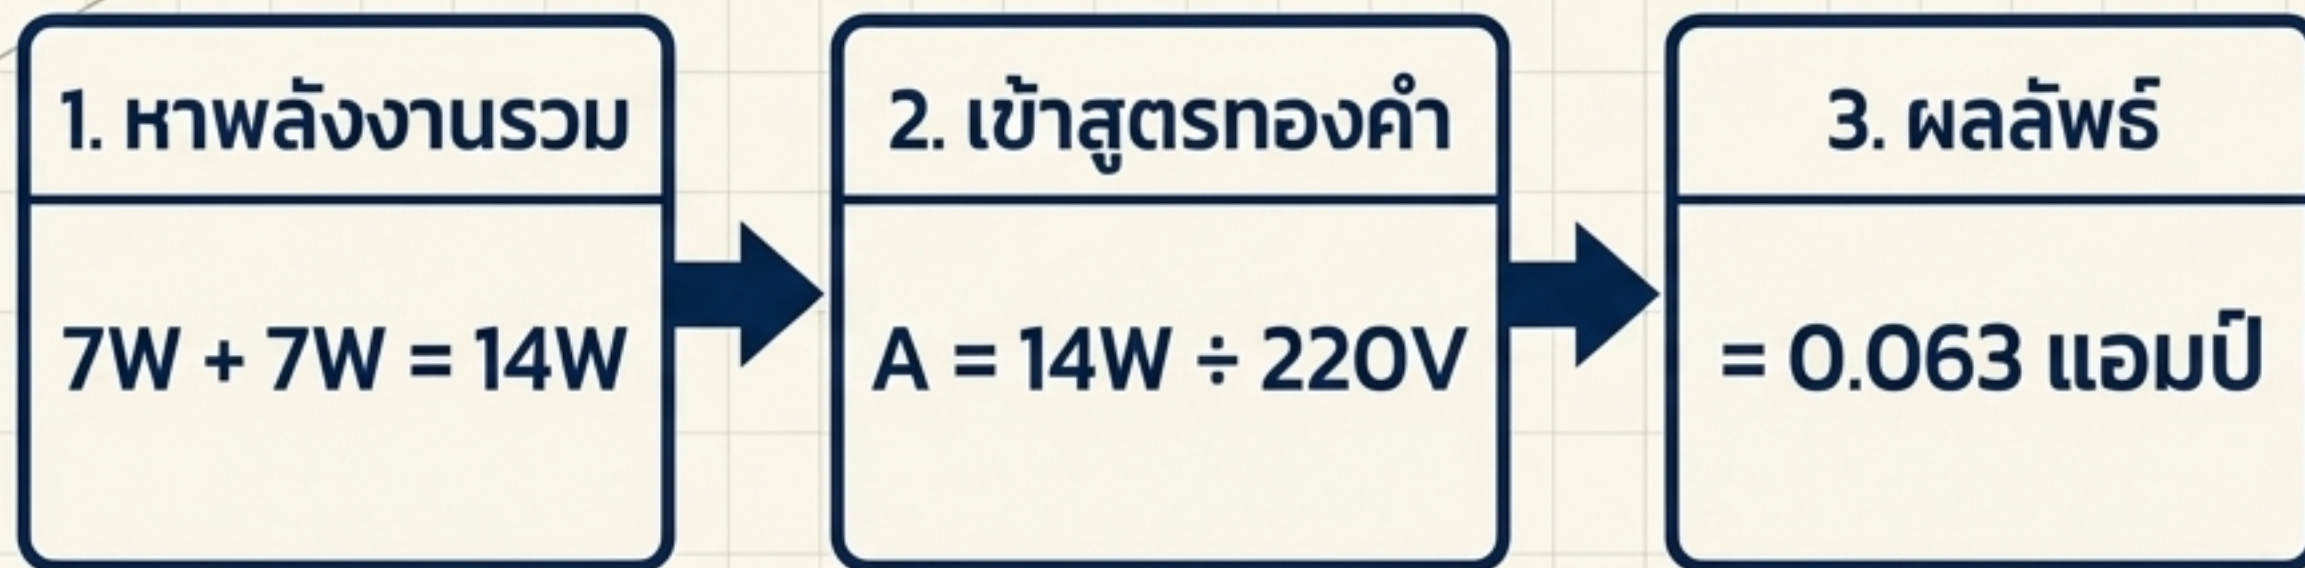 1. หาพลังงานรวม
7W + 7W = 14W
2. เข้าสูตรทองคำ
A = 14W ÷ 220V
3. ผลลัพธ์
= 0.063 แอมป์